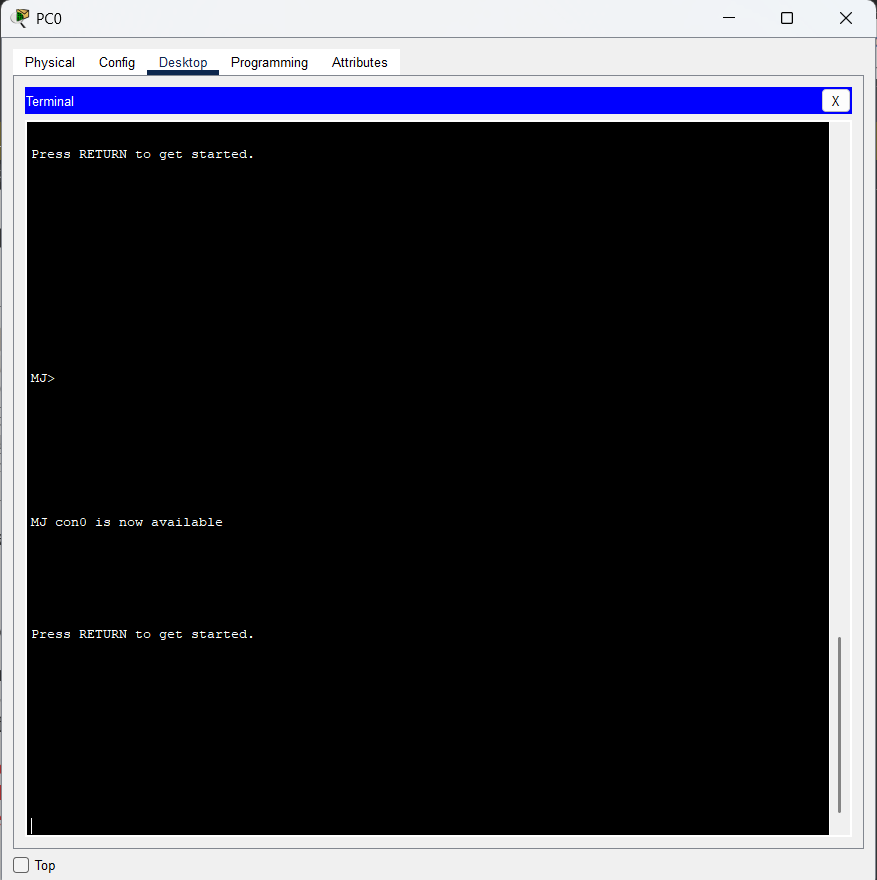 PC0
Physical Config Desktop Programming Attributes
Terminal X
Press RETURN to get started.
MJ>
MJ con0 is now available
Press RETURN to get started.
Top